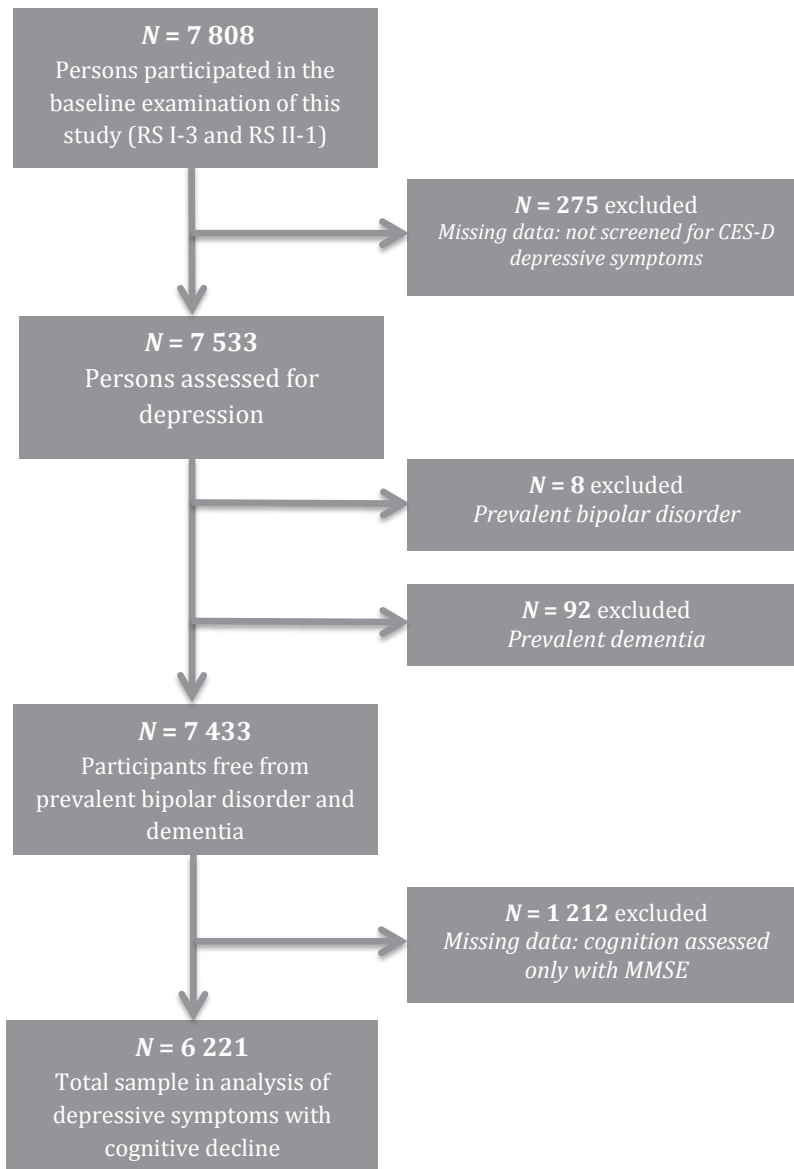 N = 7 808
Persons participated in the
baseline examination of this
study (RS I-3 and RS II-1)
N = 275 excluded
Missing data: not screened for CES-D
depressive symptoms
N = 7 533
Persons assessed for
depression
N = 8 excluded
Prevalent bipolar disorder
N = 92 excluded
Prevalent dementia
N = 7 433
Participants free from
prevalent bipolar disorder and
dementia
N = 1 212 excluded
Missing data: cognition assessed
only with MMSE
N = 6 221
Total sample in analysis of
depressive symptoms with
cognitive decline